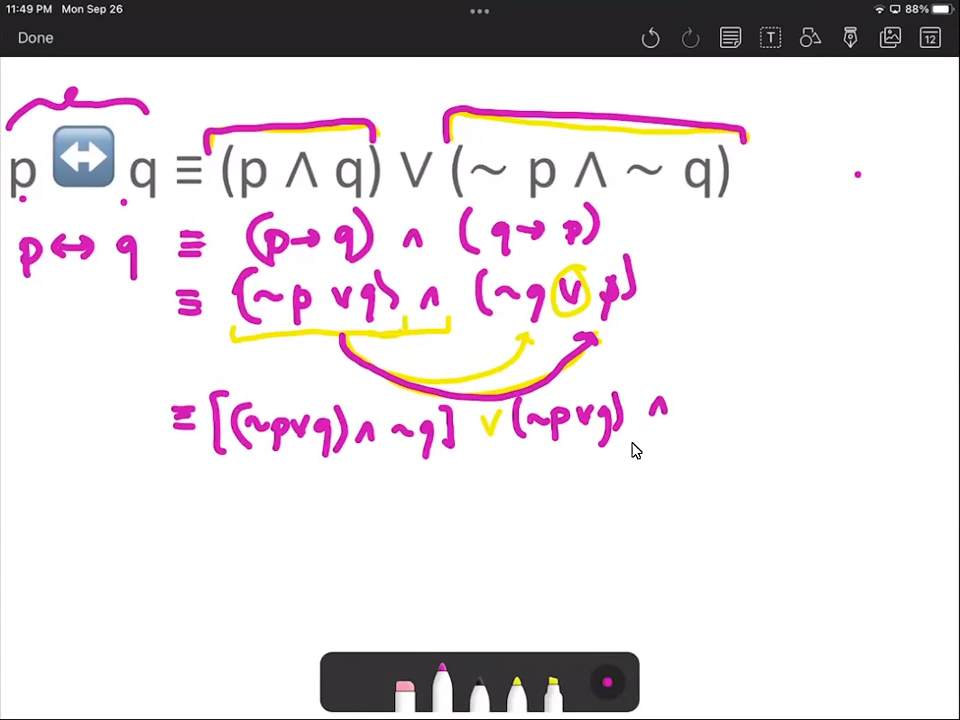 11:49 PM Mon Sep 26
88%
Done
T
12
p ↔ q ≡ (p ∧ q) ∨ (~ p ∧ ~ q)
p ↔ q ≡ (p → q) ∧ (q → p)
≡ (~p ∨ q) ∧ (~q ∨ p)
≡ [(~p∨q) ∧ ~q] ∨ (~p∨q) ∧